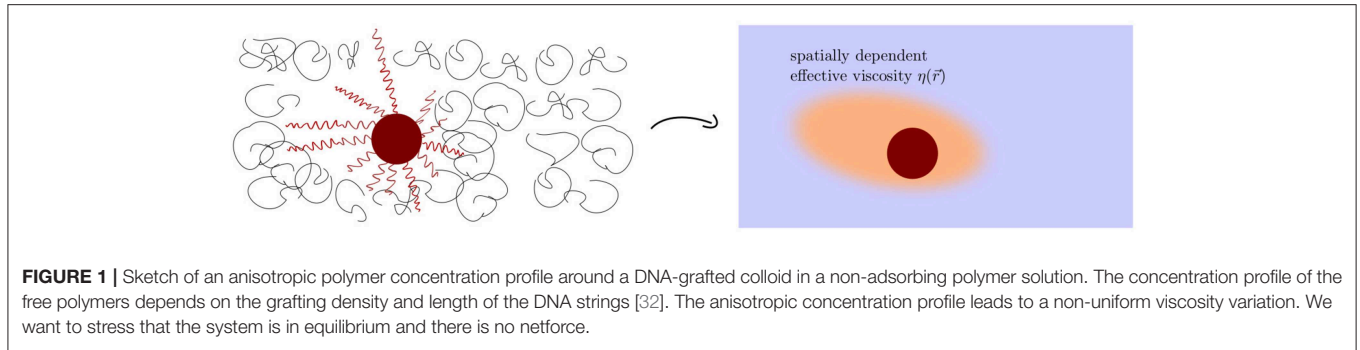 spatially dependent
effective viscosity η(r⃗)
FIGURE 1 | Sketch of an anisotropic polymer concentration profile around a DNA-grafted colloid in a non-adsorbing polymer solution. The concentration profile of the
free polymers depends on the grafting density and length of the DNA strings [32]. The anisotropic concentration profile leads to a non-uniform viscosity variation. We
want to stress that the system is in equilibrium and there is no netforce.